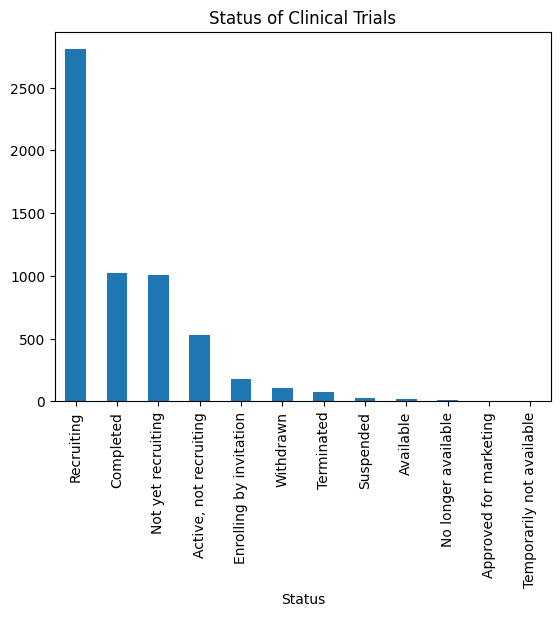 Status of Clinical Trials
2500
2000
1500
1000
500
0
Recruiting
Completed
Not yet recruiting
Active, not recruiting
Enrolling by invitation
Withdrawn
Terminated
Suspended
Available
No longer available
Approved for marketing
Temporarily not available
Status